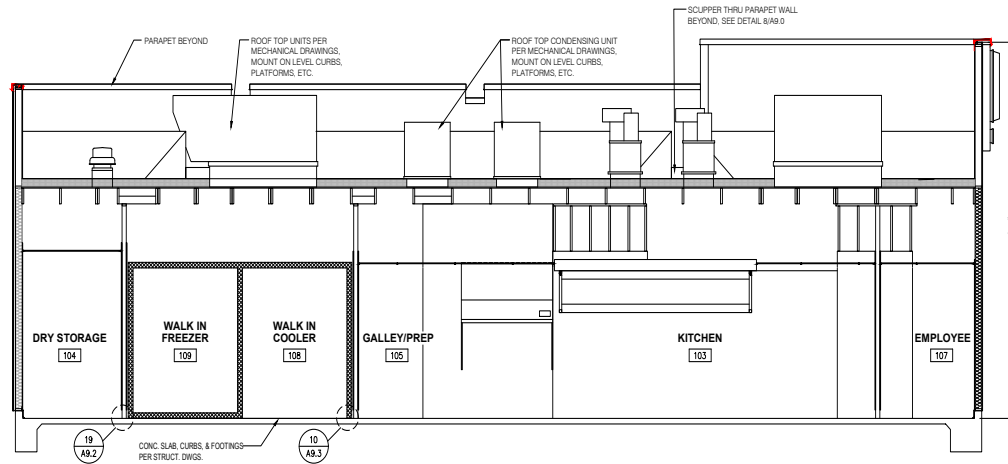 SCUPPER THRU PARAPET WALL
BEYOND, SEE DETAIL 8/A9.0
PARAPET BEYOND
ROOF TOP UNITS PER
MECHANICAL DRAWINGS,
MOUNT ON LEVEL CURBS,
PLATFORMS, ETC.
ROOF TOP CONDENSING UNIT
PER MECHANICAL DRAWINGS,
MOUNT ON LEVEL CURBS,
PLATFORMS, ETC.
DRY STORAGE
104
WALK IN
FREEZER
109
WALK IN
COOLER
108
GALLEY/PREP
105
KITCHEN
103
EMPLOYEE
107
19
A9.2
CONC. SLAB, CURBS, & FOOTINGS
PER STRUCT. DWGS.
10
A9.3